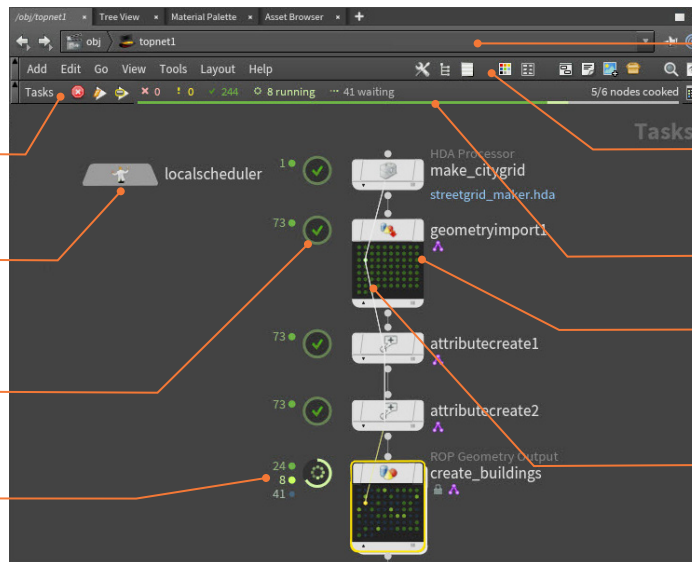 /obj/topnet1 × Tree View × Material Palette × Asset Browser × +
obj topnet1
Add Edit Go View Tools Layout Help
Tasks × 0 ! 0 ✓ 244 8 running ··· 41 waiting 5/6 nodes cooked
Tasks
localscheduler
1
HDA Processor
make_citygrid
streetgrid_maker.hda
73
geometryimport1
73
attributecreate1
73
attributecreate2
ROP Geometry Output
24
8
41
create_buildings